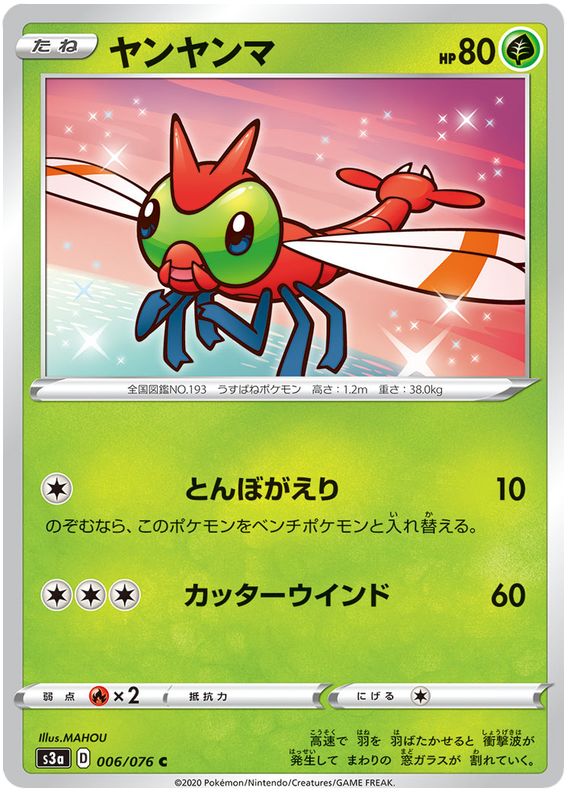 たね ヤンヤンマ HP 80
全国図鑑NO.193 うすばねポケモン 高さ：1.2m 重さ：38.0kg
とんぼがえり 10
のぞむなら、このポケモンをベンチポケモンと入れ替える。
カッターウインド 60
弱点 ×2 抵抗力 にげる
Illus.MAHOU
高速で 羽を 羽ばたかせると 衝撃波が
発生して まわりの 窓ガラスが 割れていく。
s3a D 006/076 C
©2020 Pokémon/Nintendo/Creatures/GAME FREAK.